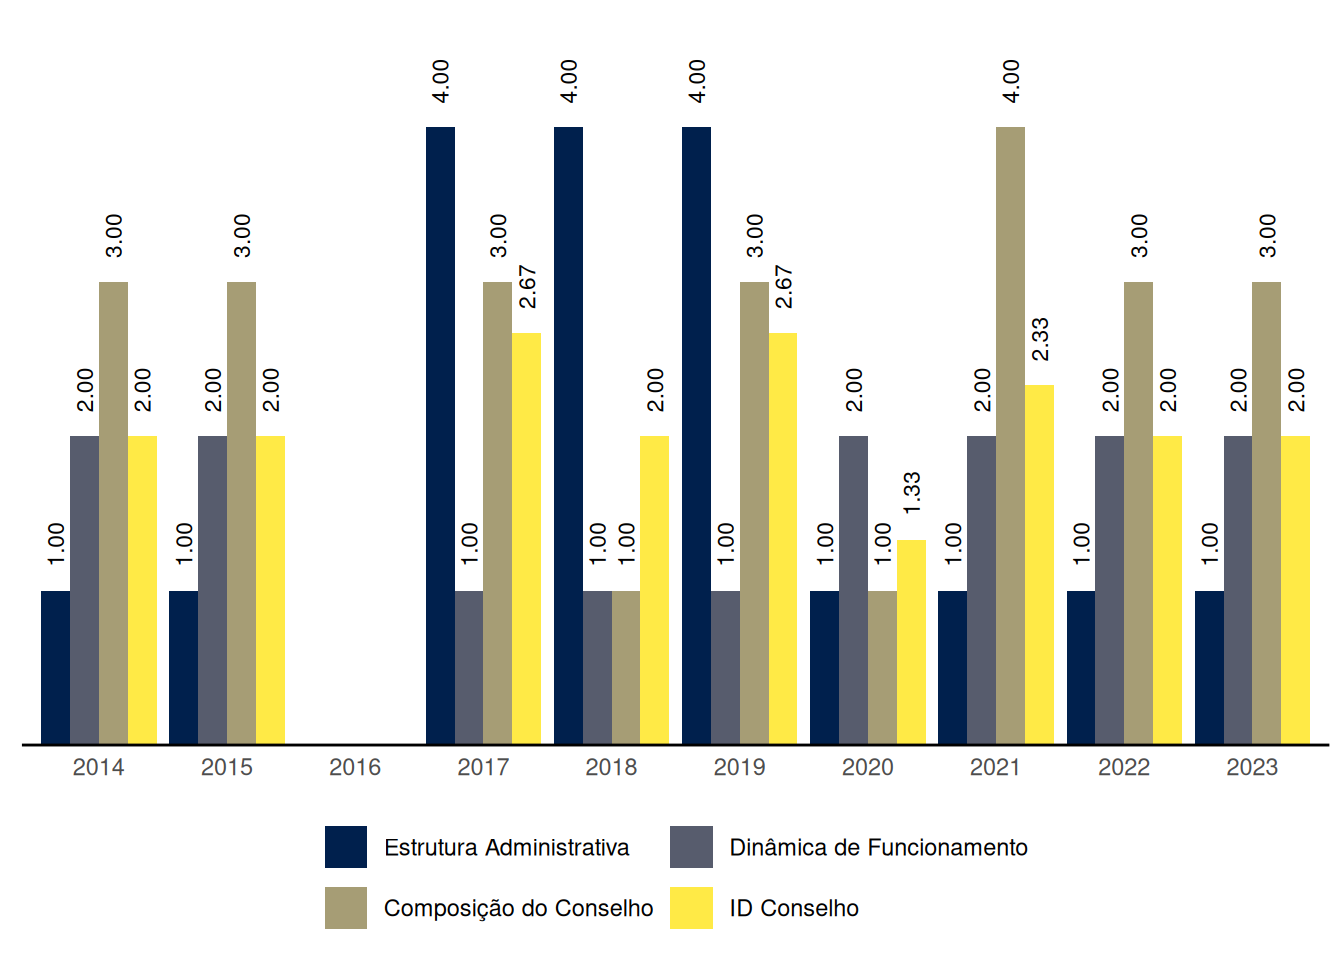 4.00 4.00 4.00 4.00
3.00 3.00 3.00 3.00 3.00 3.00
2.67 2.67
2.33
2.00 2.00 2.00 2.00 2.00 2.00 2.00 2.00 2.00 2.00 2.00
1.33
1.00 1.00 1.00 1.00 1.00 1.00 1.00 1.00 1.00 1.00 1.00
2014 2015 2016 2017 2018 2019 2020 2021 2022 2023
Estrutura Administrativa Dinâmica de Funcionamento
Composição do Conselho ID Conselho